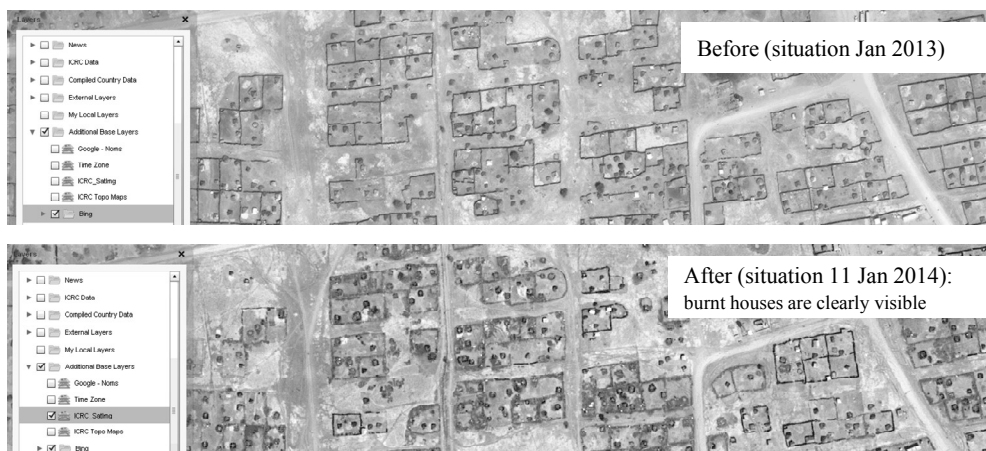 Layers
News
ICRC Data
Compiled Country Data
External Layers
My Local Layers
Additional Base Layers
Google - Noms
Time Zone
ICRC_SatImg
ICRC Topo Maps
Bing
Before (situation Jan 2013)
Layers
News
ICRC Data
Compiled Country Data
External Layers
My Local Layers
Additional Base Layers
Google - Noms
Time Zone
ICRC_SatImg
ICRC Topo Maps
Bing
After (situation 11 Jan 2014):
burnt houses are clearly visible